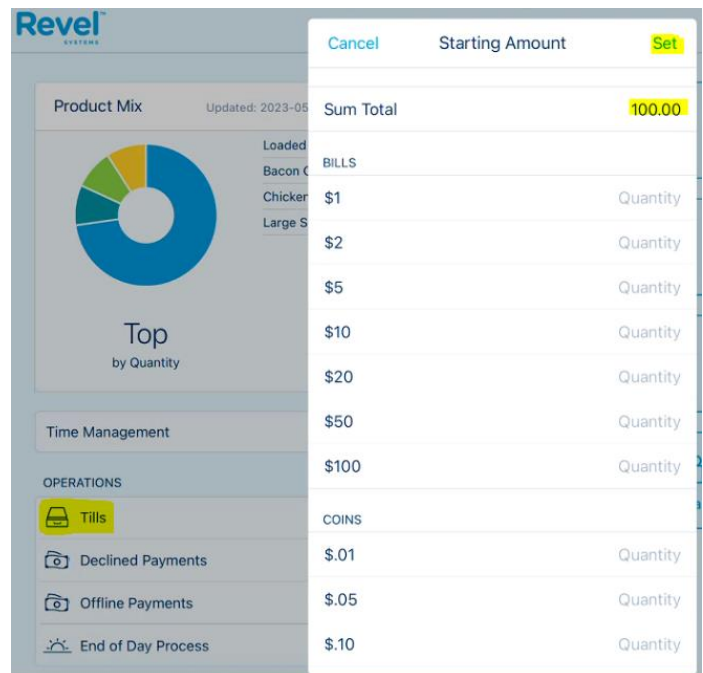 Revel
SYSTEMS
Product Mix
Updated: 2023-05
Loaded
Bacon
Chicken
Large S
Top
by Quantity
Time Management
OPERATIONS
Tills
Declined Payments
Offline Payments
End of Day Process
Cancel
Starting Amount
Set
Sum Total
100.00
BILLS
$1
Quantity
$2
Quantity
$5
Quantity
$10
Quantity
$20
Quantity
$50
Quantity
$100
Quantity
COINS
$.01
Quantity
$.05
Quantity
$.10
Quantity